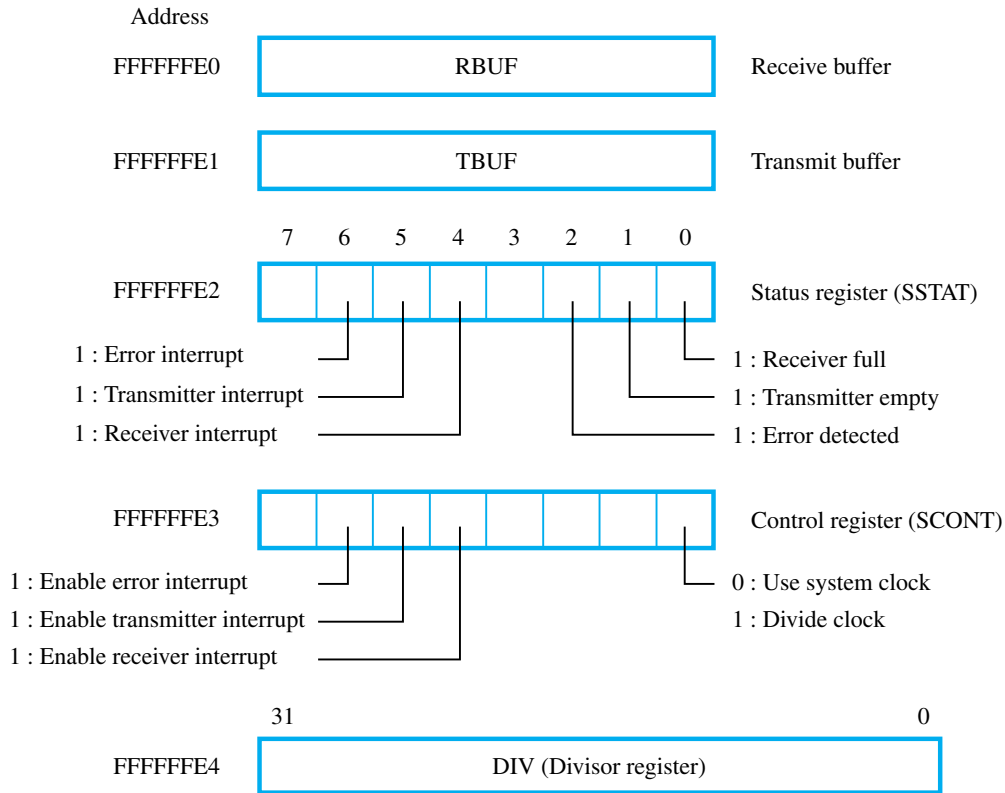 Address
FFFFFFE0 RBUF Receive buffer
FFFFFFE1 TBUF Transmit buffer
7 6 5 4 3 2 1 0
FFFFFFE2 Status register (SSTAT)
1 : Error interrupt 1 : Receiver full
1 : Transmitter interrupt 1 : Transmitter empty
1 : Receiver interrupt 1 : Error detected
FFFFFFE3 Control register (SCONT)
1 : Enable error interrupt 0 : Use system clock
1 : Enable transmitter interrupt 1 : Divide clock
1 : Enable receiver interrupt
31 0
FFFFFFE4 DIV (Divisor register)